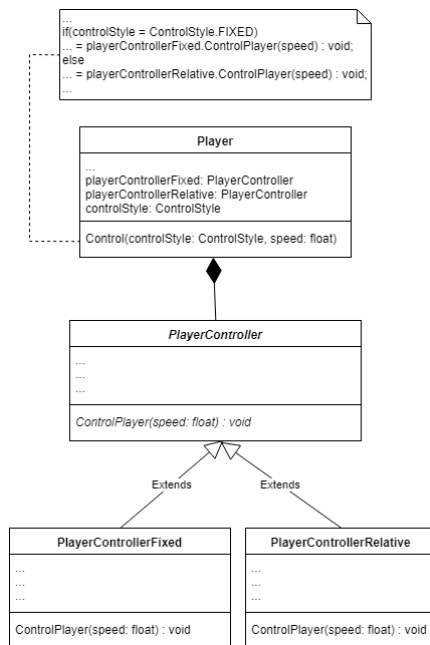 ...
if(controlStyle = ControlStyle.FIXED)
... = playerControllerFixed.ControlPlayer(speed) : void;
else
... = playerControllerRelative.ControlPlayer(speed) : void;
...
Player
...
playerControllerFixed: PlayerController
playerControllerRelative: PlayerController
controlStyle: ControlStyle
Control(controlStyle: ControlStyle, speed: float)
PlayerController
...
...
...
ControlPlayer(speed: float) : void
Extends
Extends
PlayerControllerFixed
...
...
...
ControlPlayer(speed: float) : void
PlayerControllerRelative
...
...
...
ControlPlayer(speed: float) : void